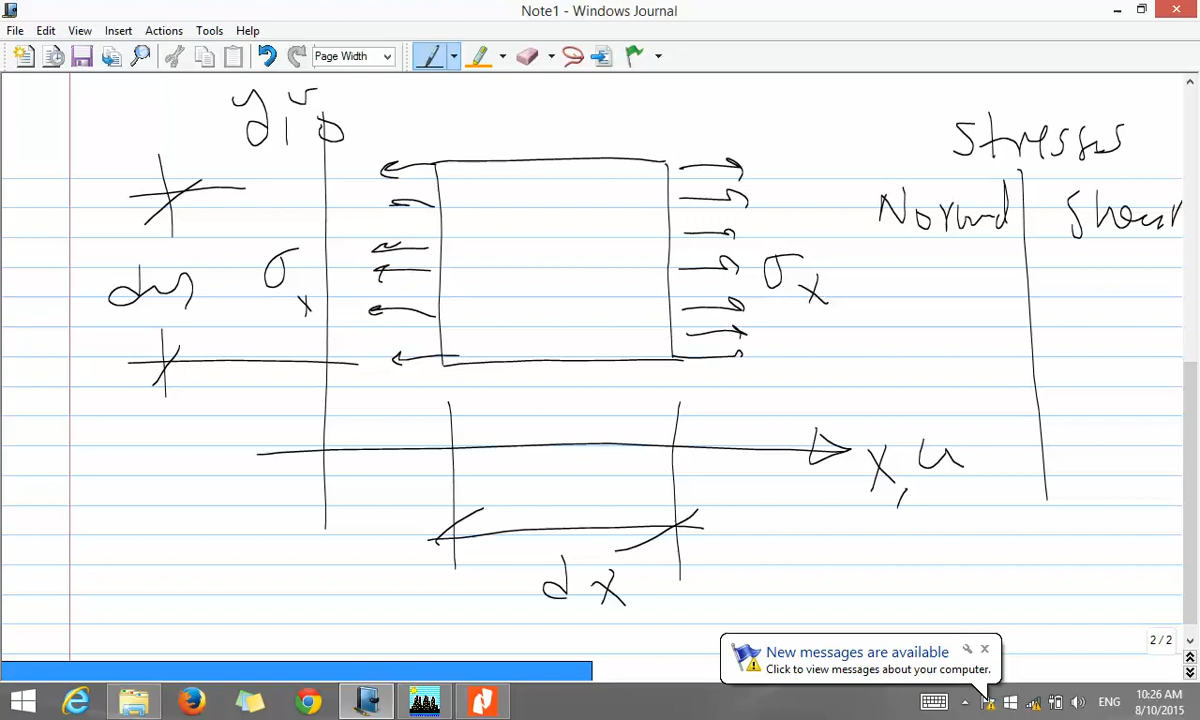 Note1 - Windows Journal
File Edit View Insert Actions Tools Help
Page Width
Stresses
Normal Shear
σx σx
dy
x, u
dx
2 / 2
New messages are available
Click to view messages about your computer.
ENG
10:26 AM
8/10/2015